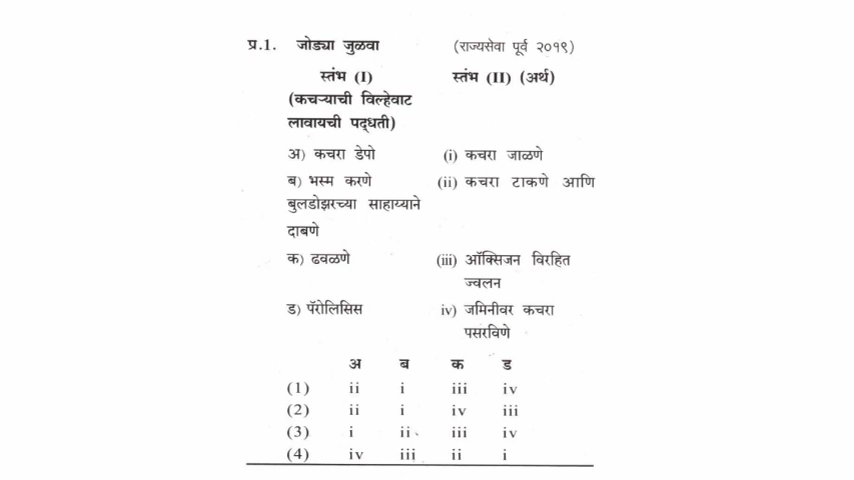 प्र.1. जोड्या जुळवा (राज्यसेवा पूर्व २०१९)
स्तंभ (I) स्तंभ (II) (अर्थ)
(कचऱ्याची विल्हेवाट
लावायची पद्धती)
अ) कचरा डेपो (i) कचरा जाळणे
ब) भस्म करणे (ii) कचरा टाकणे आणि
बुलडोझरच्या साहाय्याने
दाबणे
क) ढवळणे (iii) ऑक्सिजन विरहित
ज्वलन
ड) पॅरोलिसिस iv) जमिनीवर कचरा
पसरविणे
अ ब क ड
(1) ii i iii iv
(2) ii i iv iii
(3) i ii iii iv
(4) iv iii ii i